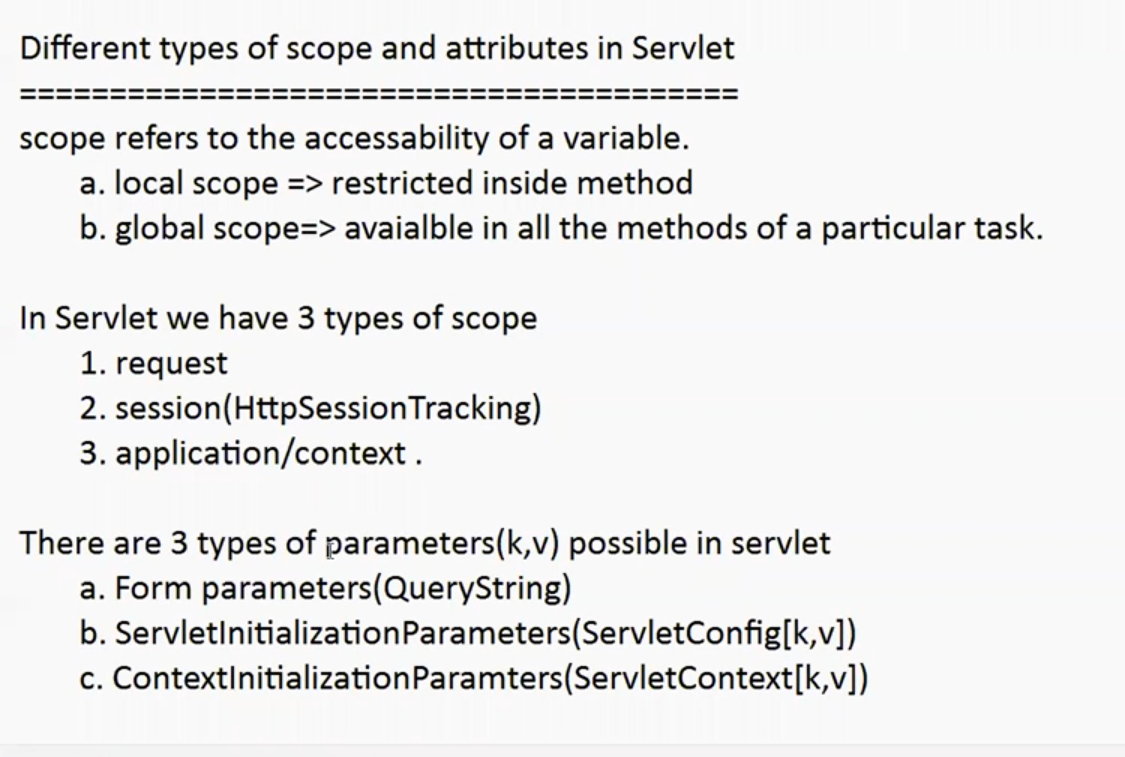 Different types of scope and attributes in Servlet
========================================
scope refers to the accessability of a variable.
a. local scope => restricted inside method
b. global scope=> avaialble in all the methods of a particular task.
In Servlet we have 3 types of scope
1. request
2. session(HttpSessionTracking)
3. application/context .
There are 3 types of parameters(k,v) possible in servlet
a. Form parameters(QueryString)
b. ServletInitializationParameters(ServletConfig[k,v])
c. ContextInitializationParamters(ServletContext[k,v])